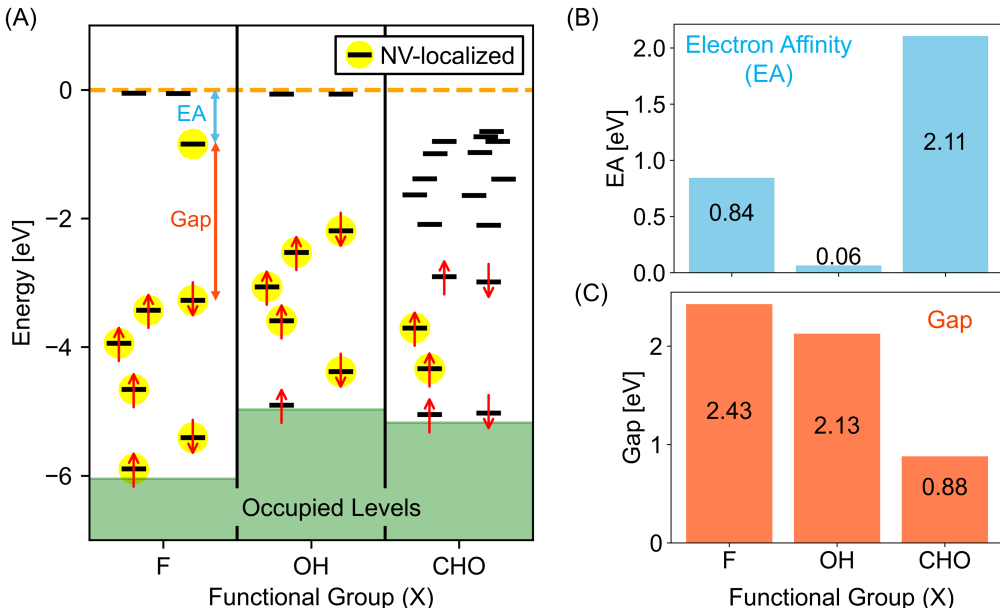 (A)
NV-localized
0
−2
−4
−6
Energy [eV]
EA
Gap
Occupied Levels
F
OH
CHO
Functional Group (X)
(B)
Electron Affinity
(EA)
2.0
1.5
1.0
0.5
0.0
EA [eV]
0.84
0.06
2.11
(C)
Gap
2
1
0
Gap [eV]
2.43
2.13
0.88
F
OH
CHO
Functional Group (X)